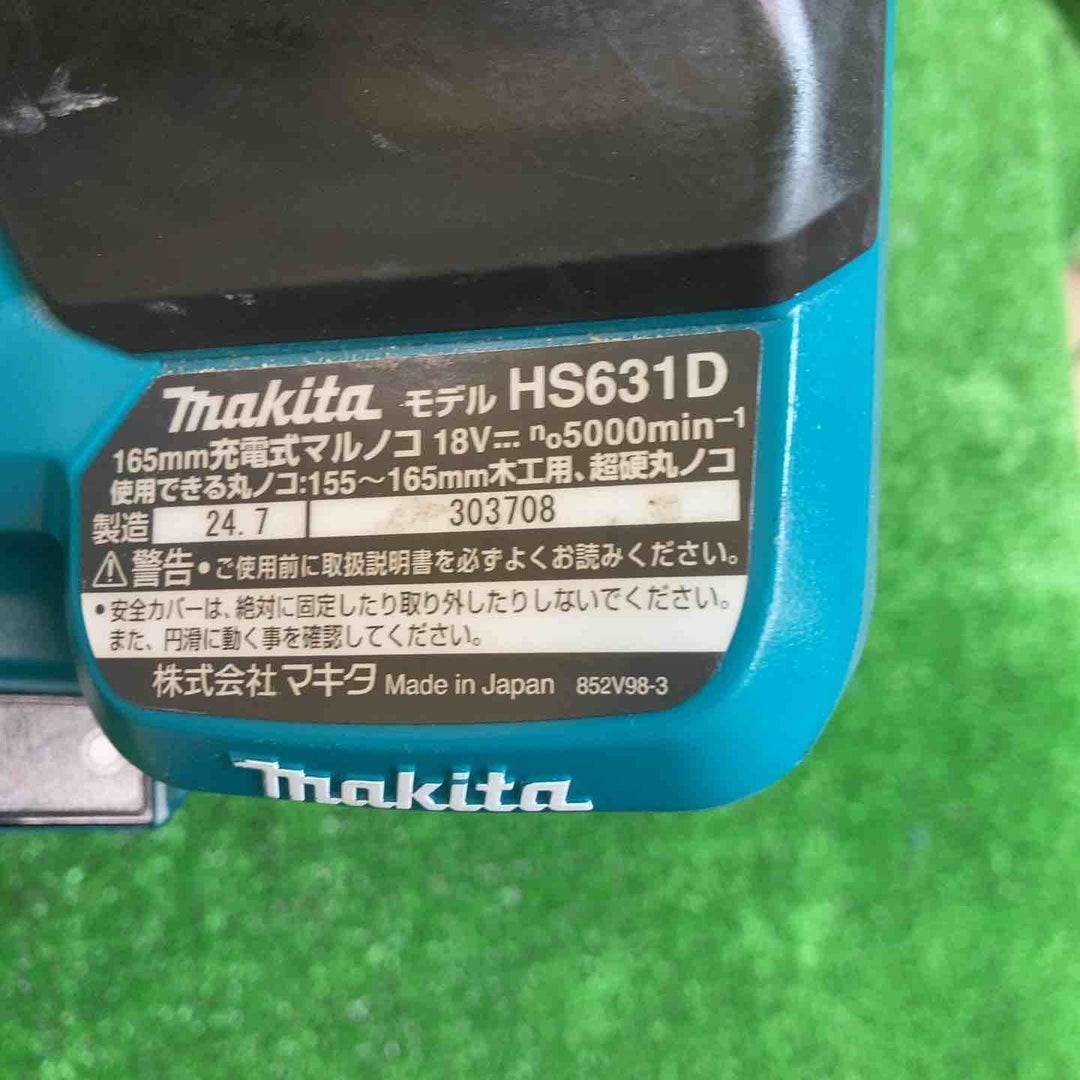 makita モデル HS631D
165mm充電式マルノコ 18V⎓ n₀5000min⁻¹
使用できる丸ノコ:155～165mm木工用、超硬丸ノコ
製造 24.7 303708
⚠警告・ご使用前に取扱説明書を必ずよくお読みください。
・安全カバーは、絶対に固定したり取り外したりしないでください。
また、円滑に動く事を確認してください。
株式会社マキタ Made in Japan 852V98-3
makita